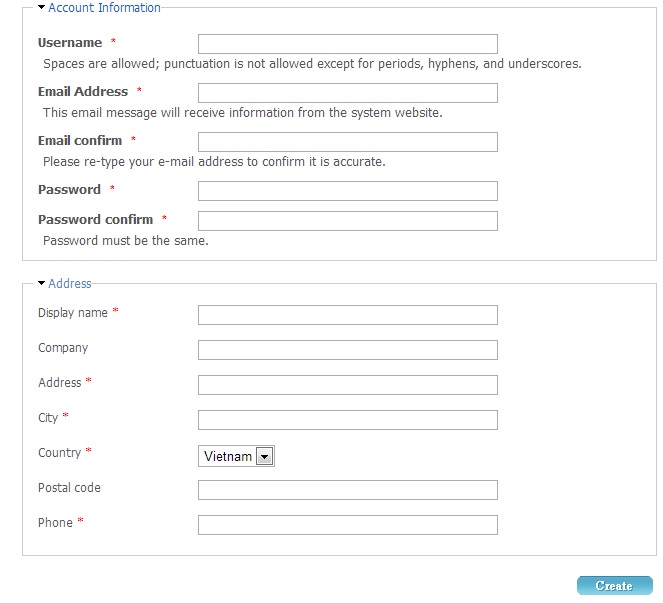 Account Information
Username *
Spaces are allowed; punctuation is not allowed except for periods, hyphens, and underscores.
Email Address *
This email message will receive information from the system website.
Email confirm *
Please re-type your e-mail address to confirm it is accurate.
Password *
Password confirm *
Password must be the same.
Address
Display name *
Company
Address *
City *
Country * Vietnam
Postal code
Phone *
Create